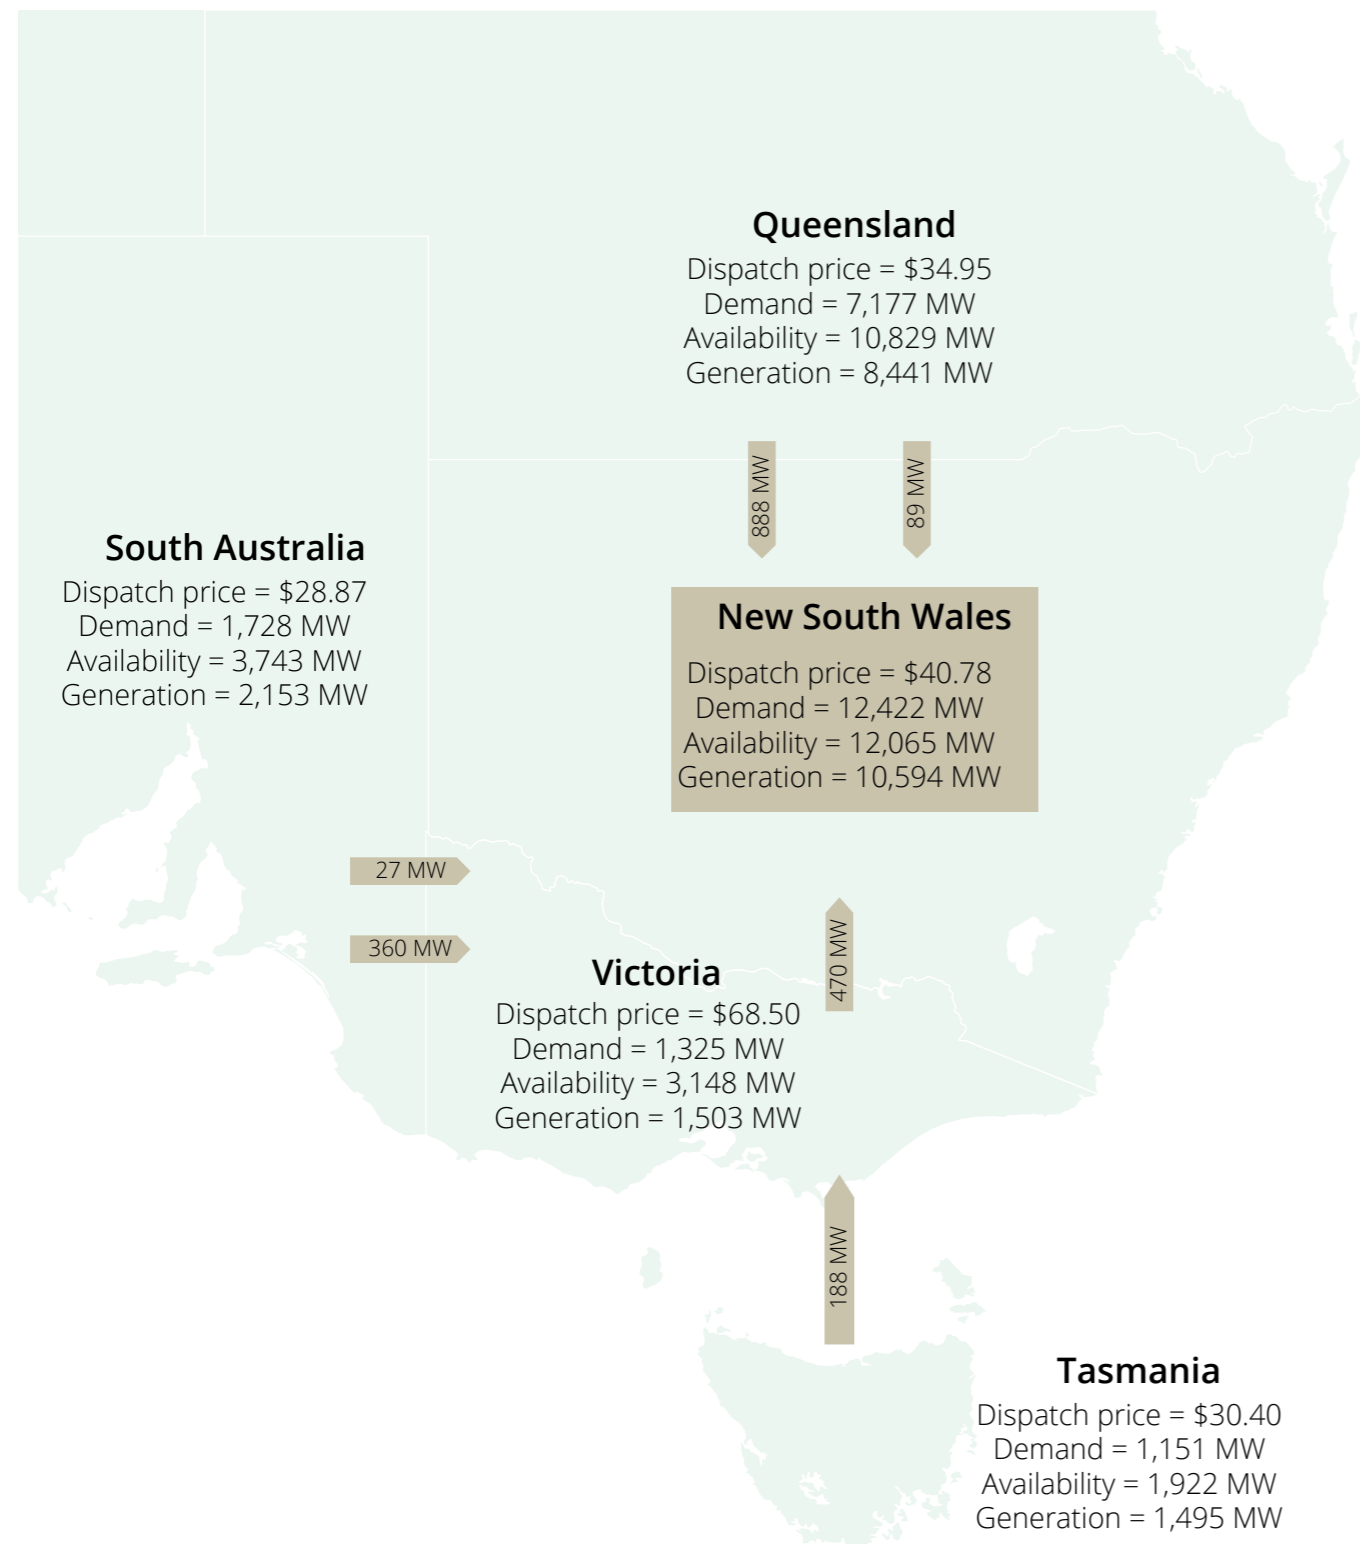 Queensland
Dispatch price = $34.95
Demand = 7,177 MW
Availability = 10,829 MW
Generation = 8,441 MW
888 MW
89 MW
South Australia
Dispatch price = $28.87
Demand = 1,728 MW
Availability = 3,743 MW
Generation = 2,153 MW
New South Wales
Dispatch price = $40.78
Demand = 12,422 MW
Availability = 12,065 MW
Generation = 10,594 MW
27 MW
360 MW
470 MW
Victoria
Dispatch price = $68.50
Demand = 1,325 MW
Availability = 3,148 MW
Generation = 1,503 MW
188 MW
Tasmania
Dispatch price = $30.40
Demand = 1,151 MW
Availability = 1,922 MW
Generation = 1,495 MW